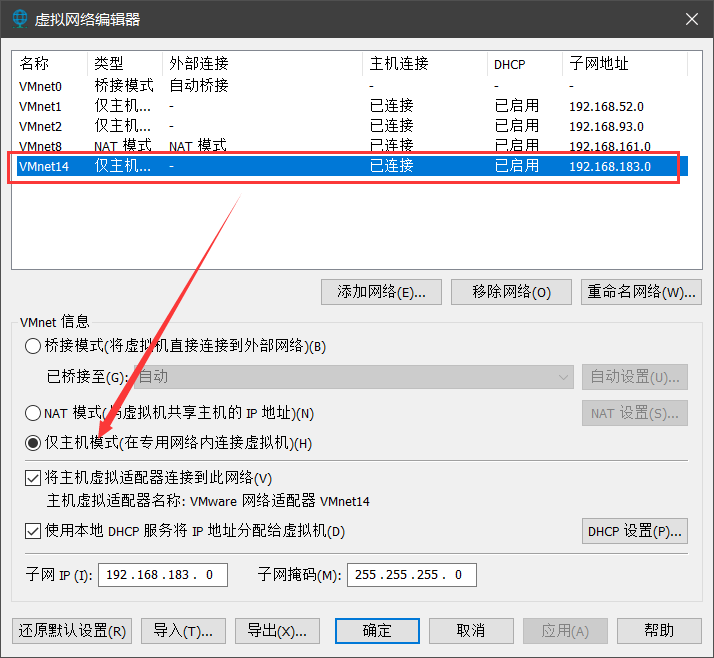 虚拟网络编辑器
名称 类型 外部连接 主机连接 DHCP 子网地址
VMnet0 桥接模式 自动桥接 - - -
VMnet1 仅主机... - 已连接 已启用 192.168.52.0
VMnet2 仅主机... - 已连接 已启用 192.168.93.0
VMnet8 NAT 模式 NAT 模式 已连接 已启用 192.168.161.0
VMnet14 仅主机... - 已连接 已启用 192.168.183.0
添加网络(E)... 移除网络(O) 重命名网络(W)...
VMnet 信息
桥接模式(将虚拟机直接连接到外部网络)(B)
已桥接至(G): 自动 自动设置(U)...
NAT 模式(与虚拟机共享主机的 IP 地址)(N) NAT 设置(S)...
仅主机模式(在专用网络内连接虚拟机)(H)
将主机虚拟适配器连接到此网络(V)
主机虚拟适配器名称: VMware 网络适配器 VMnet14
使用本地 DHCP 服务将 IP 地址分配给虚拟机(D) DHCP 设置(P)...
子网 IP (I): 192 . 168 . 183 . 0 子网掩码(M): 255 . 255 . 255 . 0
还原默认设置(R) 导入(T)... 导出(X)... 确定 取消 应用(A) 帮助